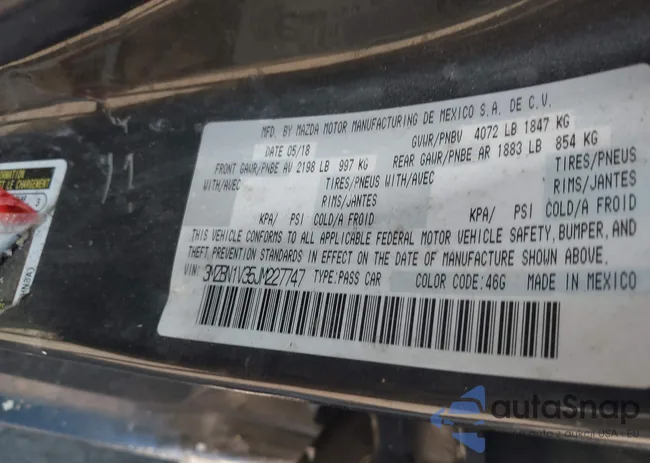 MFD. BY MAZDA MOTOR MANUFACTURING DE MEXICO S.A. DE C.V.
DATE 05/18 GVWR/PNBV 4072 LB 1847 KG
FRONT GAWR/PNBE AV 2198 LB 997 KG REAR GAWR/PNBE AR 1883 LB 854 KG
WITH/AVEC TIRES/PNEUS WITH/AVEC TIRES/PNEUS
RIMS/JANTES RIMS/JANTES
KPA/ PSI COLD/A FROID KPA/ PSI COLD/A FROID
THIS VEHICLE CONFORMS TO ALL APPLICABLE FEDERAL MOTOR VEHICLE SAFETY, BUMPER, AND
THEFT PREVENTION STANDARDS IN EFFECT ON THE DATE OF MANUFACTURE SHOWN ABOVE.
VIN: 3MZBN1V35JM227747 TYPE:PASS CAR COLOR CODE:46G MADE IN MEXICO
autoSnap